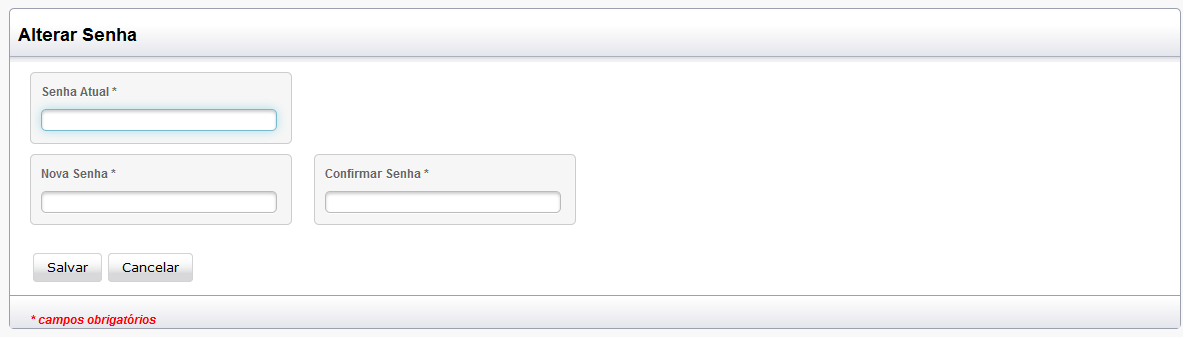 Alterar Senha
Senha Atual *
Nova Senha *
Confirmar Senha *
Salvar
Cancelar
* campos obrigatórios